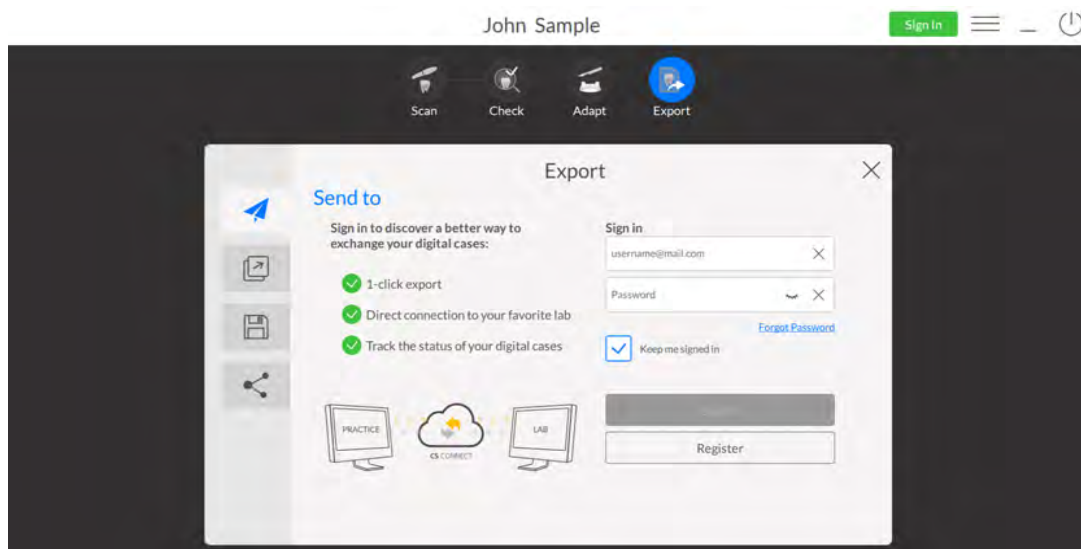 John Sample
Sign In
Scan
Check
Adapt
Export
Export
Send to
Sign in to discover a better way to
exchange your digital cases:
1-click export
Direct connection to your favorite lab
Track the status of your digital cases
PRACTICE
CS CONNECT
LAB
Sign in
username@mail.com
Password
Forgot Password
Keep me signed in
Register